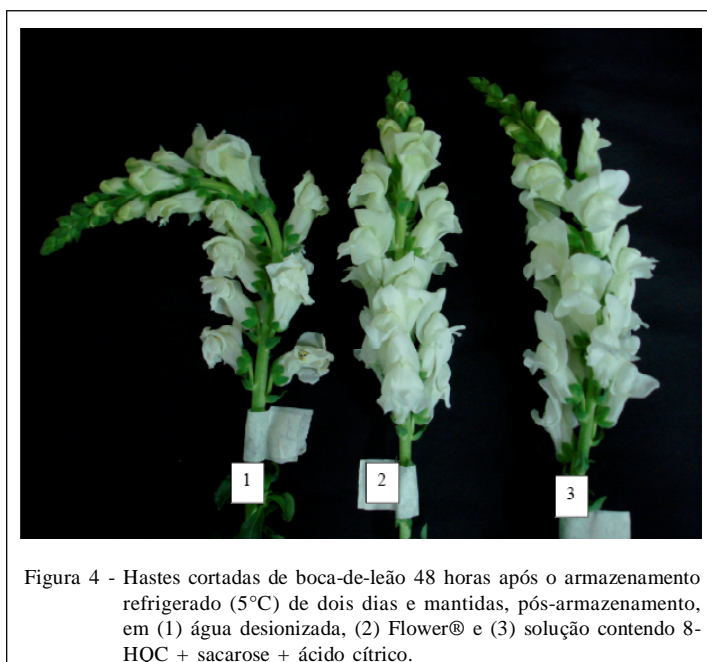 1
2
3
Figura 4 - Hastes cortadas de boca-de-leão 48 horas após o armazenamento
refrigerado (5°C) de dois dias e mantidas, pós-armazenamento,
em (1) água desionizada, (2) Flower® e (3) solução contendo 8-
HQC + sacarose + ácido cítrico.